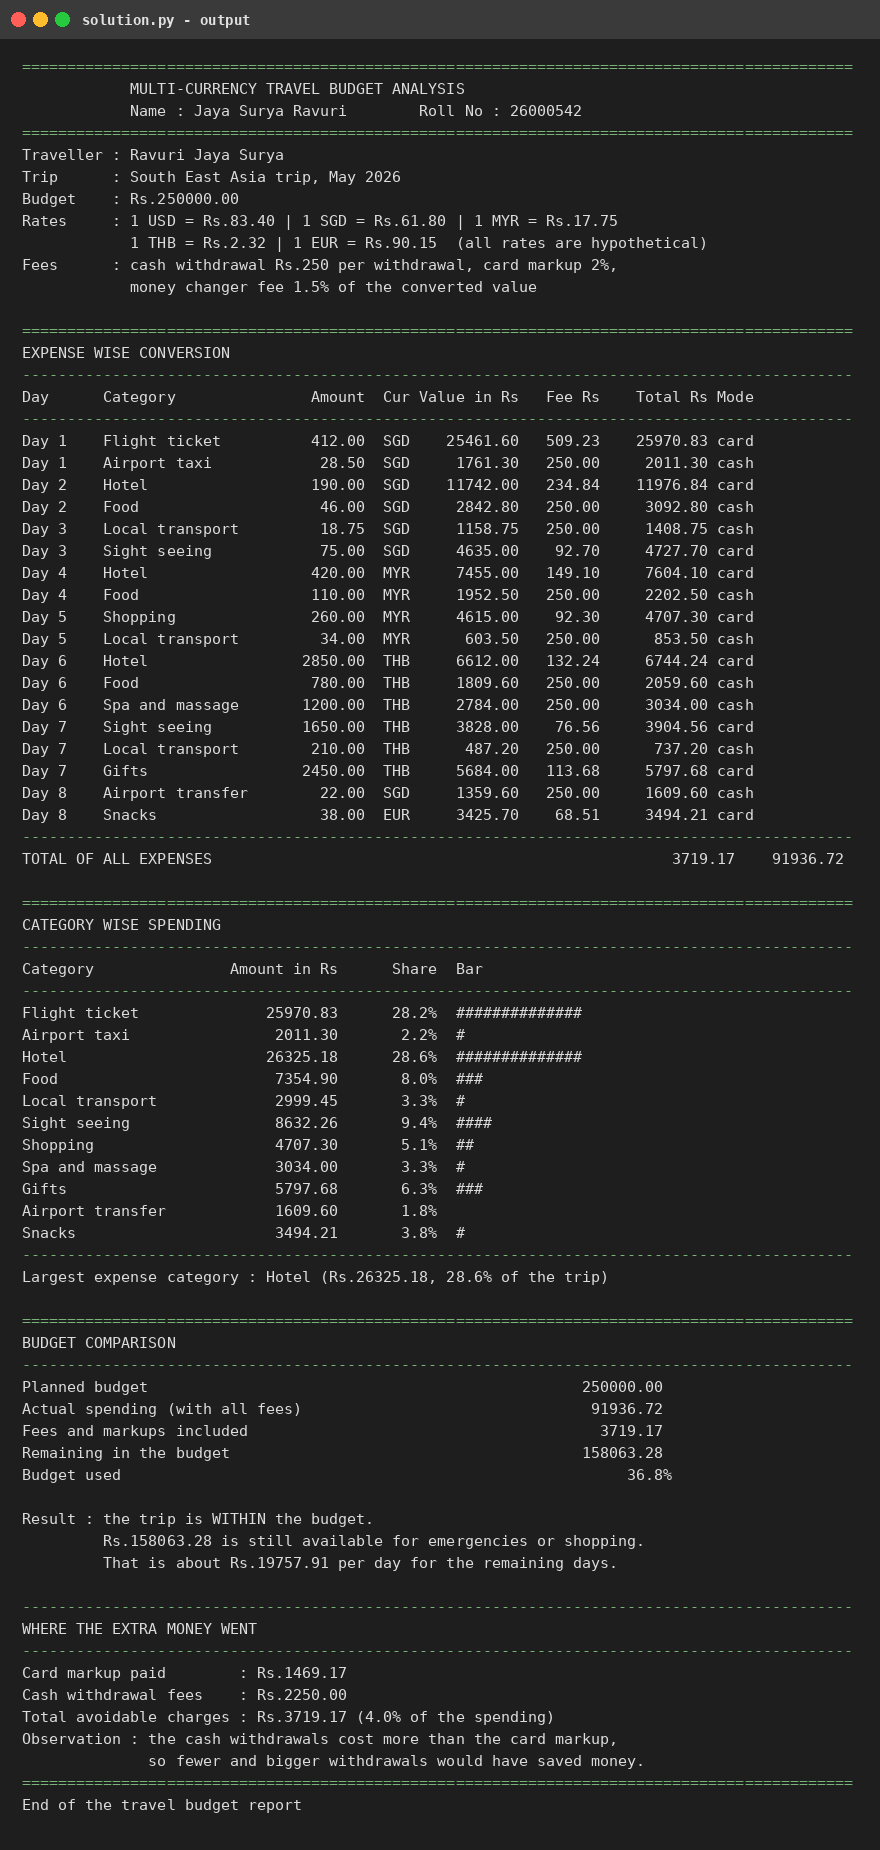 solution.py - output
============================================================================================
            MULTI-CURRENCY TRAVEL BUDGET ANALYSIS
            Name : Jaya Surya Ravuri        Roll No : 26000542
============================================================================================
Traveller : Ravuri Jaya Surya
Trip      : South East Asia trip, May 2026
Budget    : Rs.250000.00
Rates     : 1 USD = Rs.83.40 | 1 SGD = Rs.61.80 | 1 MYR = Rs.17.75
            1 THB = Rs.2.32 | 1 EUR = Rs.90.15  (all rates are hypothetical)
Fees      : cash withdrawal Rs.250 per withdrawal, card markup 2%,
            money changer fee 1.5% of the converted value
============================================================================================
EXPENSE WISE CONVERSION
--------------------------------------------------------------------------------------------
Day      Category               Amount  Cur Value in Rs   Fee Rs    Total Rs Mode
--------------------------------------------------------------------------------------------
Day 1    Flight ticket          412.00  SGD    25461.60   509.23    25970.83 card
Day 1    Airport taxi            28.50  SGD     1761.30   250.00     2011.30 cash
Day 2    Hotel                  190.00  SGD    11742.00   234.84    11976.84 card
Day 2    Food                    46.00  SGD     2842.80   250.00     3092.80 cash
Day 3    Local transport         18.75  SGD     1158.75   250.00     1408.75 cash
Day 3    Sight seeing            75.00  SGD     4635.00    92.70     4727.70 card
Day 4    Hotel                  420.00  MYR     7455.00   149.10     7604.10 card
Day 4    Food                   110.00  MYR     1952.50   250.00     2202.50 cash
Day 5    Shopping               260.00  MYR     4615.00    92.30     4707.30 card
Day 5    Local transport         34.00  MYR      603.50   250.00      853.50 cash
Day 6    Hotel                 2850.00  THB     6612.00   132.24     6744.24 card
Day 6    Food                   780.00  THB     1809.60   250.00     2059.60 cash
Day 6    Spa and massage       1200.00  THB     2784.00   250.00     3034.00 cash
Day 7    Sight seeing          1650.00  THB     3828.00    76.56     3904.56 card
Day 7    Local transport        210.00  THB      487.20   250.00      737.20 cash
Day 7    Gifts                 2450.00  THB     5684.00   113.68     5797.68 card
Day 8    Airport transfer        22.00  SGD     1359.60   250.00     1609.60 cash
Day 8    Snacks                  38.00  EUR     3425.70    68.51     3494.21 card
--------------------------------------------------------------------------------------------
TOTAL OF ALL EXPENSES                                                   3719.17    91936.72
============================================================================================
CATEGORY WISE SPENDING
--------------------------------------------------------------------------------------------
Category               Amount in Rs      Share  Bar
--------------------------------------------------------------------------------------------
Flight ticket              25970.83      28.2%  ##############
Airport taxi                2011.30       2.2%  #
Hotel                      26325.18      28.6%  ##############
Food                        7354.90       8.0%  ###
Local transport             2999.45       3.3%  #
Sight seeing                8632.26       9.4%  ####
Shopping                    4707.30       5.1%  ##
Spa and massage             3034.00       3.3%  #
Gifts                       5797.68       6.3%  ###
Airport transfer            1609.60       1.8%
Snacks                      3494.21       3.8%  #
--------------------------------------------------------------------------------------------
Largest expense category : Hotel (Rs.26325.18, 28.6% of the trip)
============================================================================================
BUDGET COMPARISON
--------------------------------------------------------------------------------------------
Planned budget                                                250000.00
Actual spending (with all fees)                                91936.72
Fees and markups included                                       3719.17
Remaining in the budget                                       158063.28
Budget used                                                        36.8%
Result : the trip is WITHIN the budget.
         Rs.158063.28 is still available for emergencies or shopping.
         That is about Rs.19757.91 per day for the remaining days.
--------------------------------------------------------------------------------------------
WHERE THE EXTRA MONEY WENT
--------------------------------------------------------------------------------------------
Card markup paid        : Rs.1469.17
Cash withdrawal fees    : Rs.2250.00
Total avoidable charges : Rs.3719.17 (4.0% of the spending)
Observation : the cash withdrawals cost more than the card markup,
              so fewer and bigger withdrawals would have saved money.
============================================================================================
End of the travel budget report